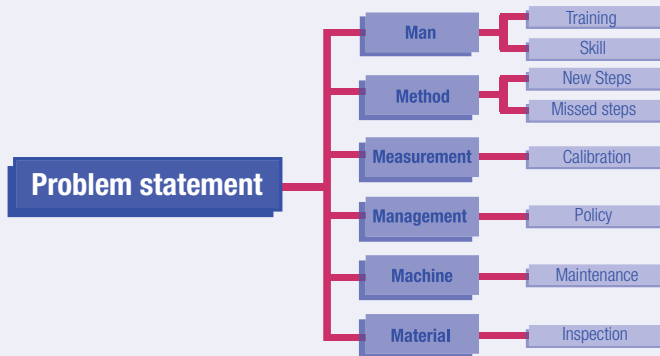 Problem statement
Man
Training
Skill
Method
New Steps
Missed steps
Measurement
Calibration
Management
Policy
Machine
Maintenance
Material
Inspection